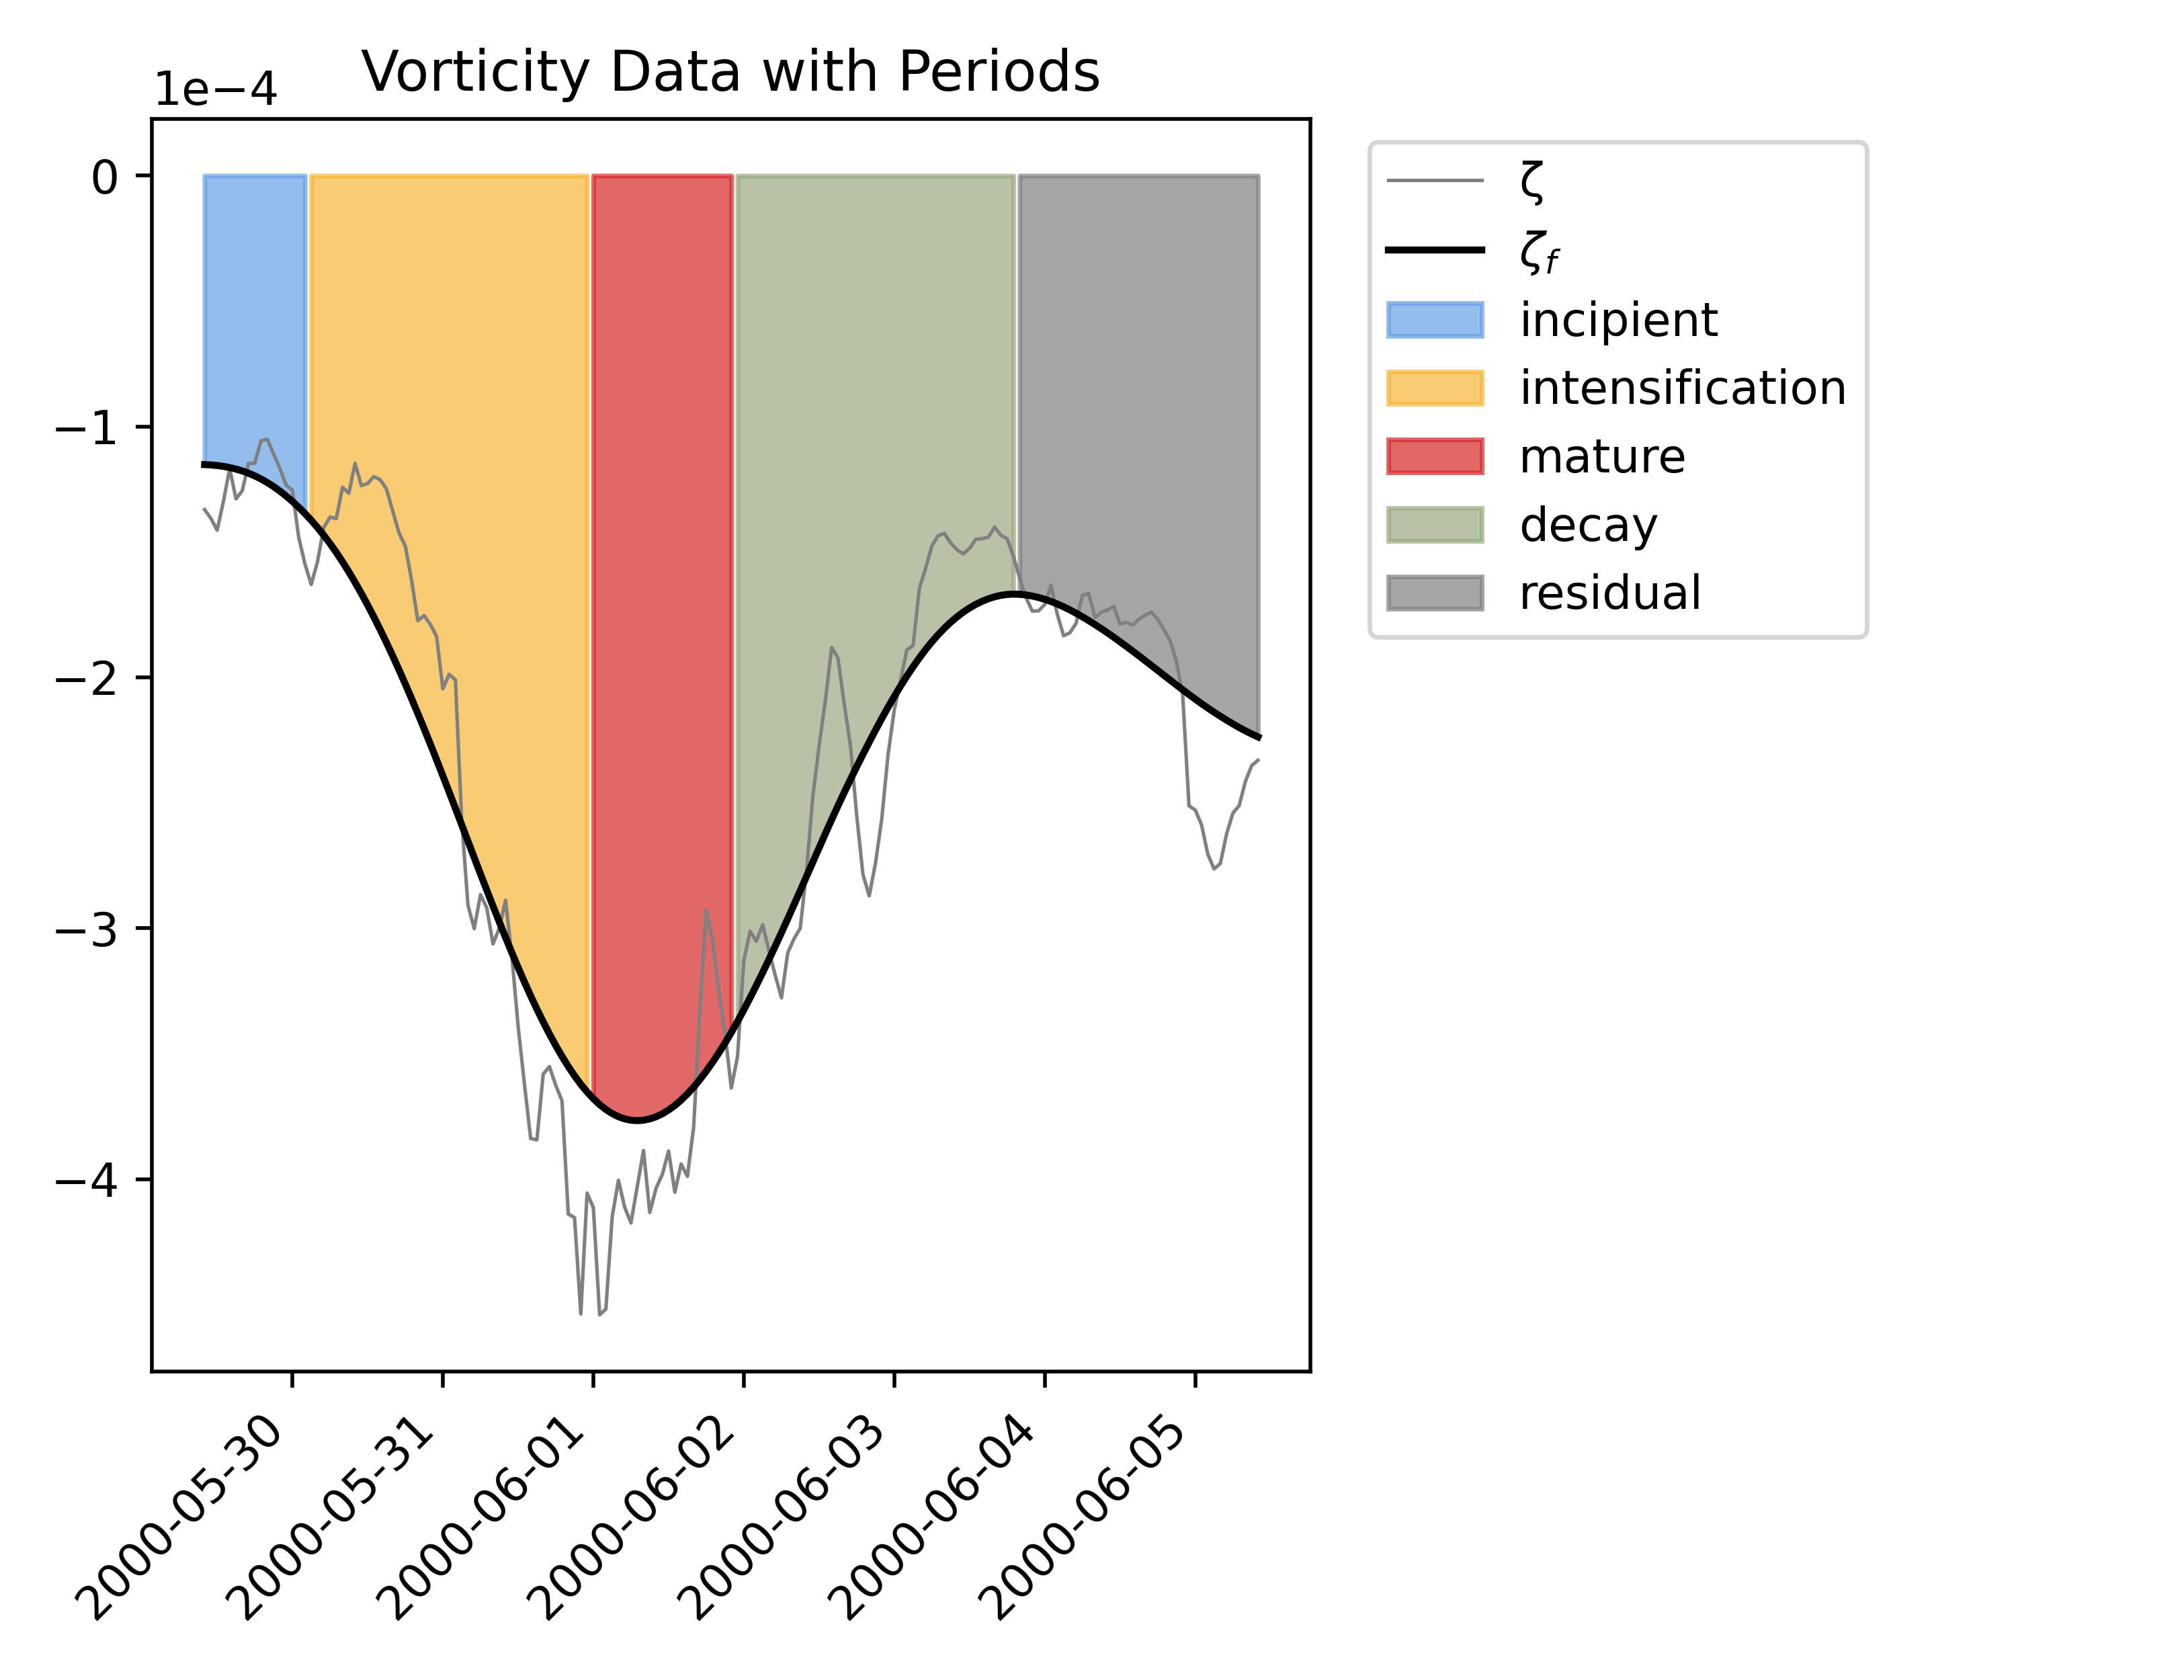 Vorticity Data with Periods
1e−4
0
−1
−2
−3
−4
2000-05-30
2000-05-31
2000-06-01
2000-06-02
2000-06-03
2000-06-04
2000-06-05
ζ
ζf
incipient
intensification
mature
decay
residual